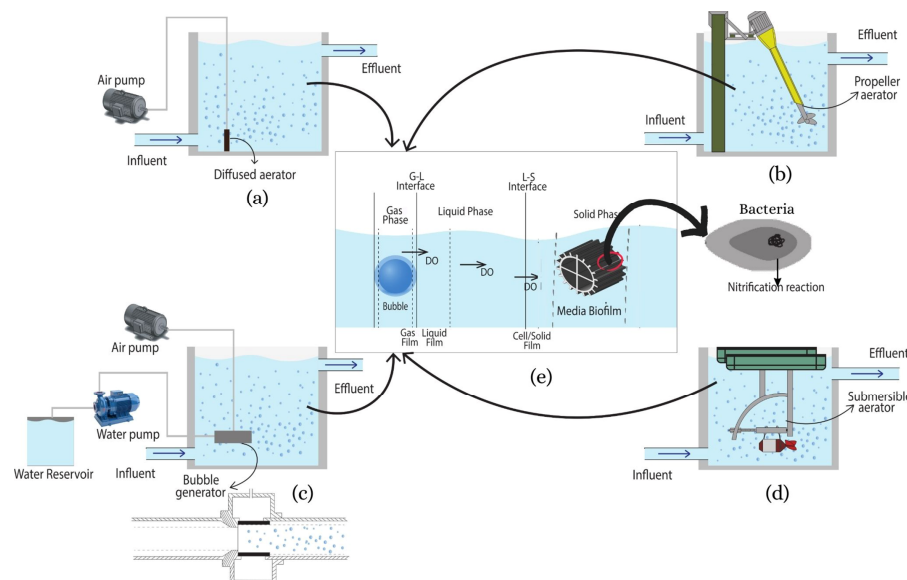 Air pump
Influent
Effluent
Diffused aerator
(a)
Effluent
Propeller
aerator
Influent
(b)
G-L
Interface
L-S
Interface
Gas
Phase
Liquid Phase
Solid Phas
DO
DO
DO
Bubble
Media Biofilm
Gas
Film
Liquid
Film
Cell/Solid
Film
(e)
Bacteria
Nitrification reaction
Air pump
Water pump
Water Reservoir
Influent
Effluent
Bubble
generator
(c)
Effluent
Submersible
aerator
Influent
(d)